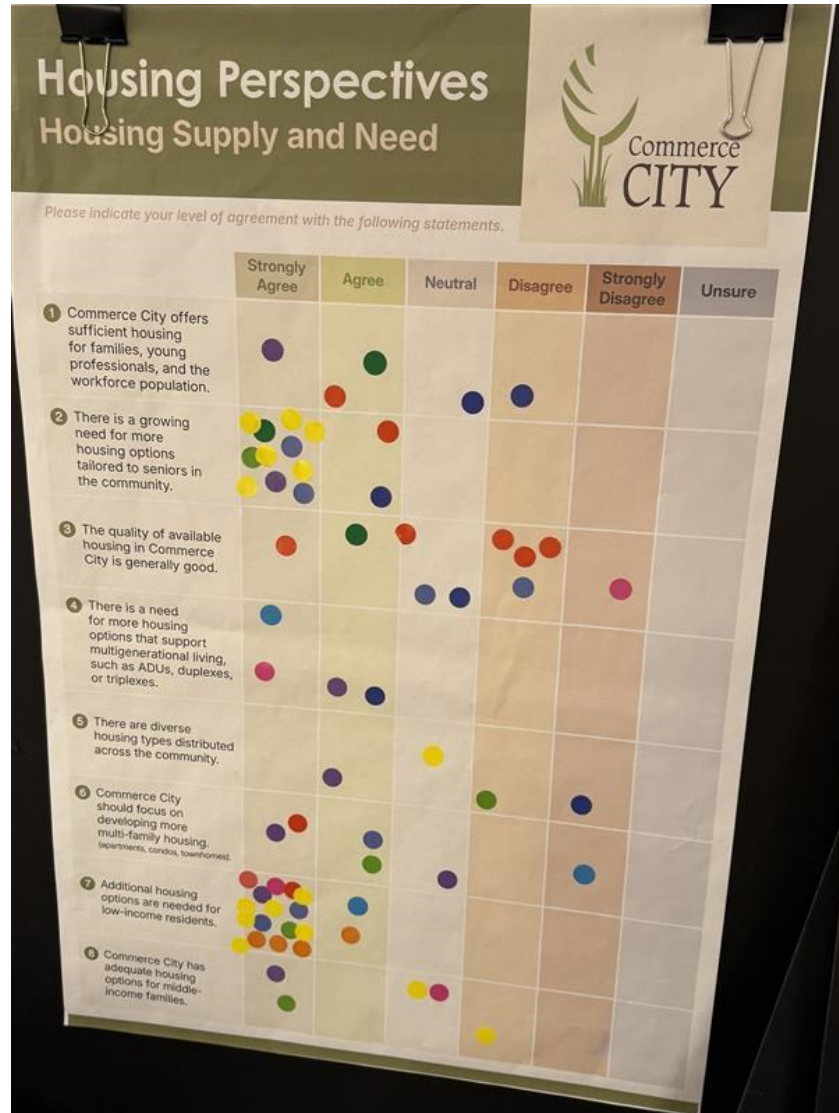 Housing Perspectives
Housing Supply and Need
Commerce
CITY
Please indicate your level of agreement with the following statements.
Strongly Agree
Agree
Neutral
Disagree
Strongly Disagree
Unsure
1 Commerce City offers
sufficient housing
for families, young
professionals, and the
workforce population.
2 There is a growing
need for more
housing options
tailored to seniors in
the community.
3 The quality of available
housing in Commerce
City is generally good.
4 There is a need
for more housing
options that support
multigenerational living,
such as ADUs, duplexes,
or triplexes.
5 There are diverse
housing types distributed
across the community.
6 Commerce City
should focus on
developing more
multi-family housing.
(apartments, condos, townhomes).
7 Additional housing
options are needed for
low-income residents.
8 Commerce City has
adequate housing
options for middle-
income families.